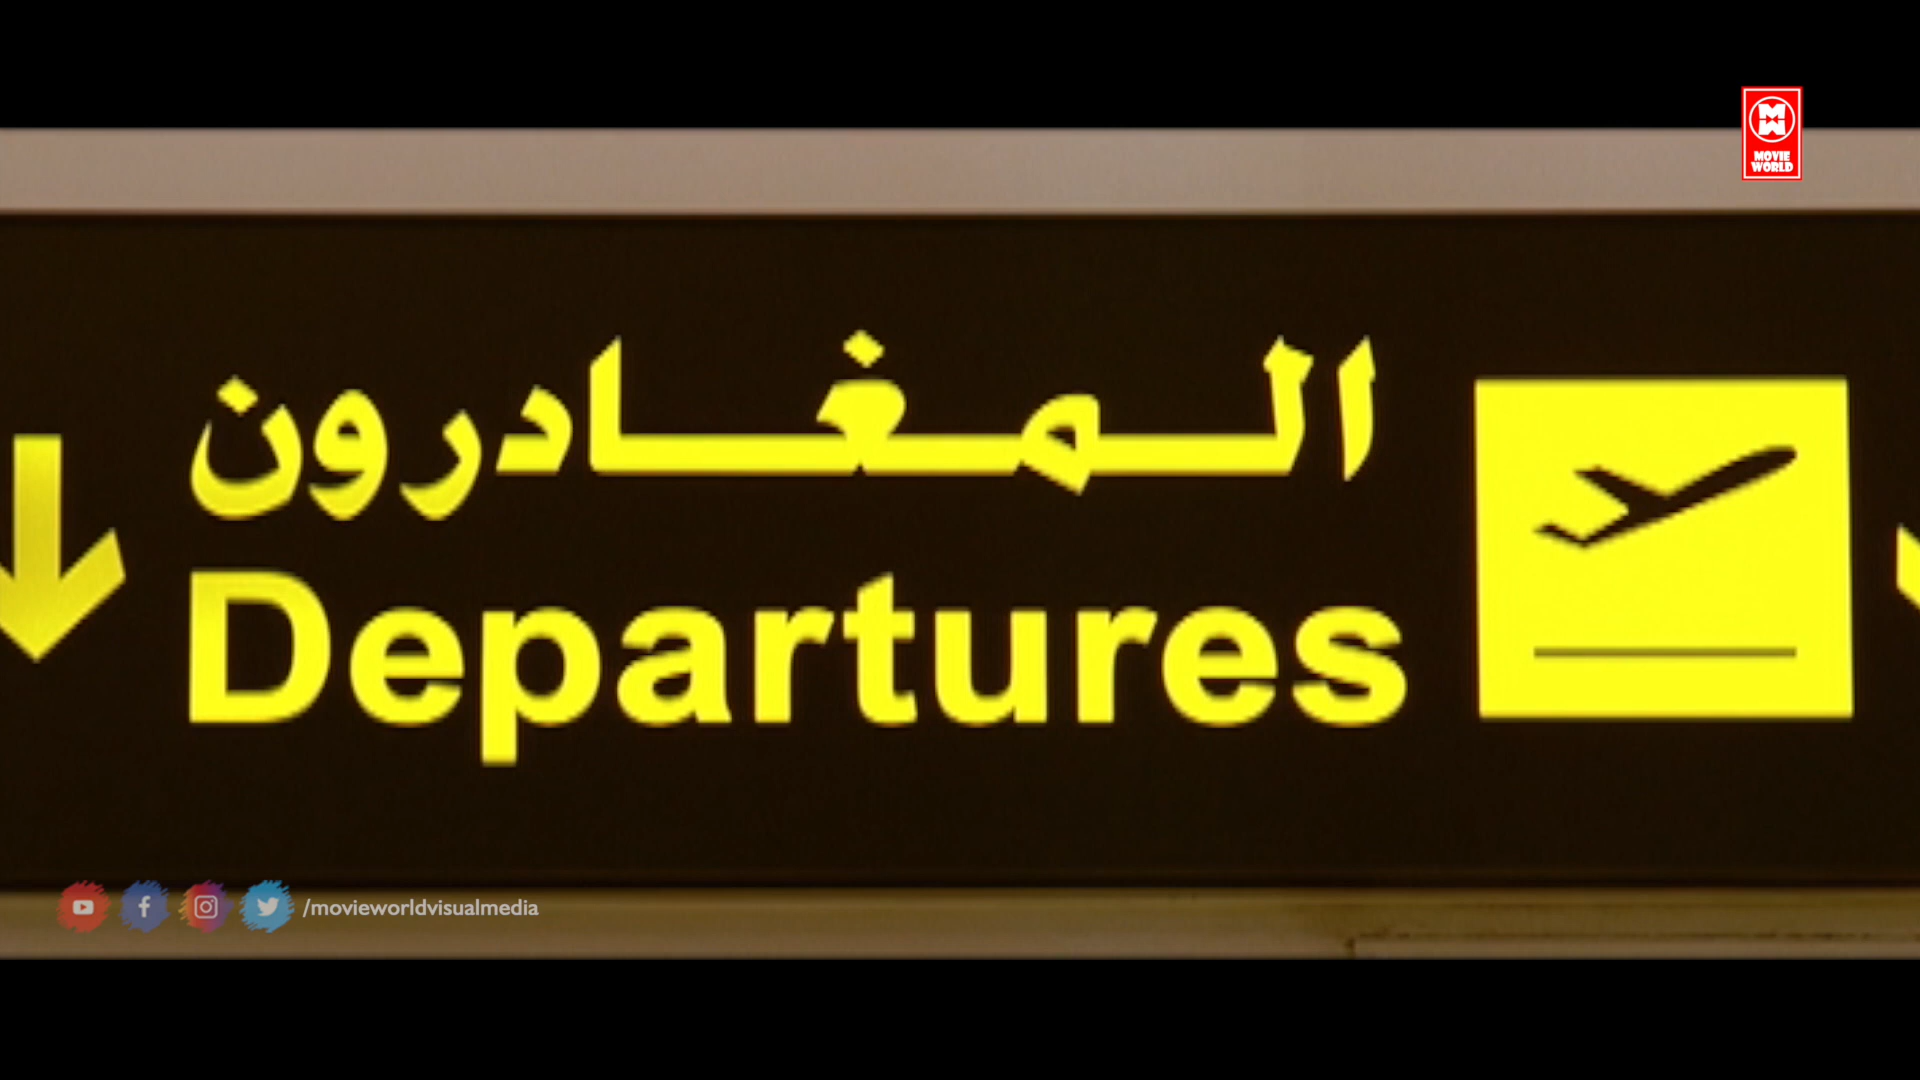 MOVIE
WORLD
المغادرون
Departures
/movieworldvisualmedia